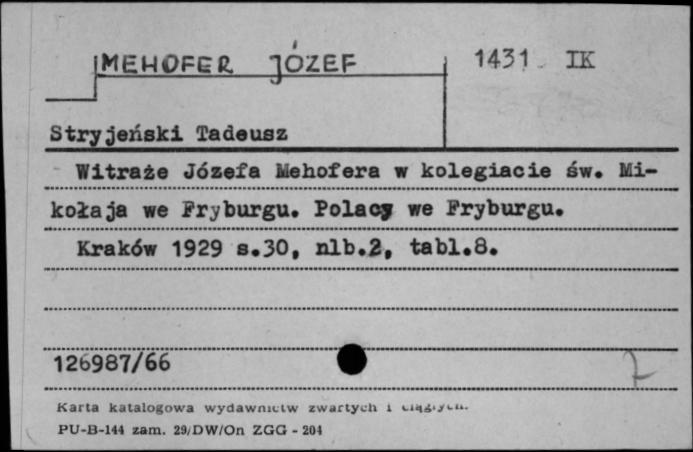 MEHOFER JÓZEF
1431 IK
Stryjeński Tadeusz
Witraże Józefa Mehofera w kolegiacie św. Mi-
kołaja we Fryburgu. Polacy we Fryburgu.
Kraków 1929 s.30, nlb.2, tabl.8.
126987/66
Karta katalogowa wydawnictw zwartych i ciągłych.
PU-B-144 zam. 29/DW/On ZGG - 204